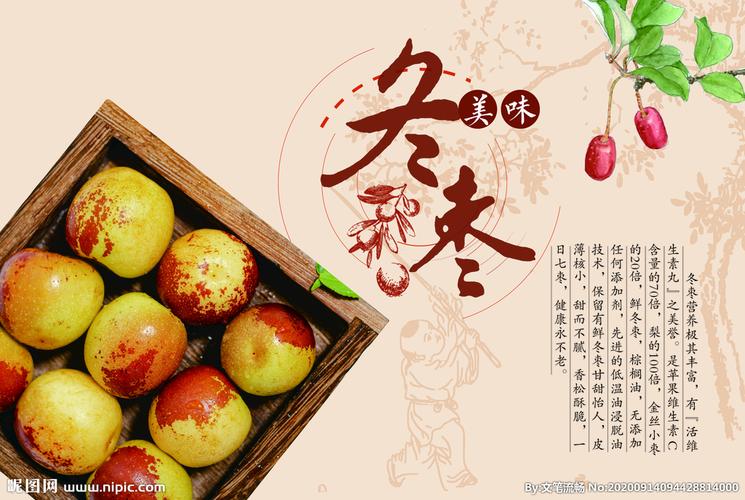 冬枣
美味
冬枣营养极其丰富，有『活维
生素丸』之美誉。是苹果维生素C
含量的70倍，梨的100倍，金丝小枣
的20倍，鲜冬枣，棕榈油，无添加
任何添加剂，先进的低温油浸脱油
技术，保留有鲜冬枣甘甜怡人，皮
薄核小，甜而不腻，香松酥脆，一
日七枣，健康永不老。
昵图网 www.nipic.com
By:文笔流畅 No:20200914094428814000